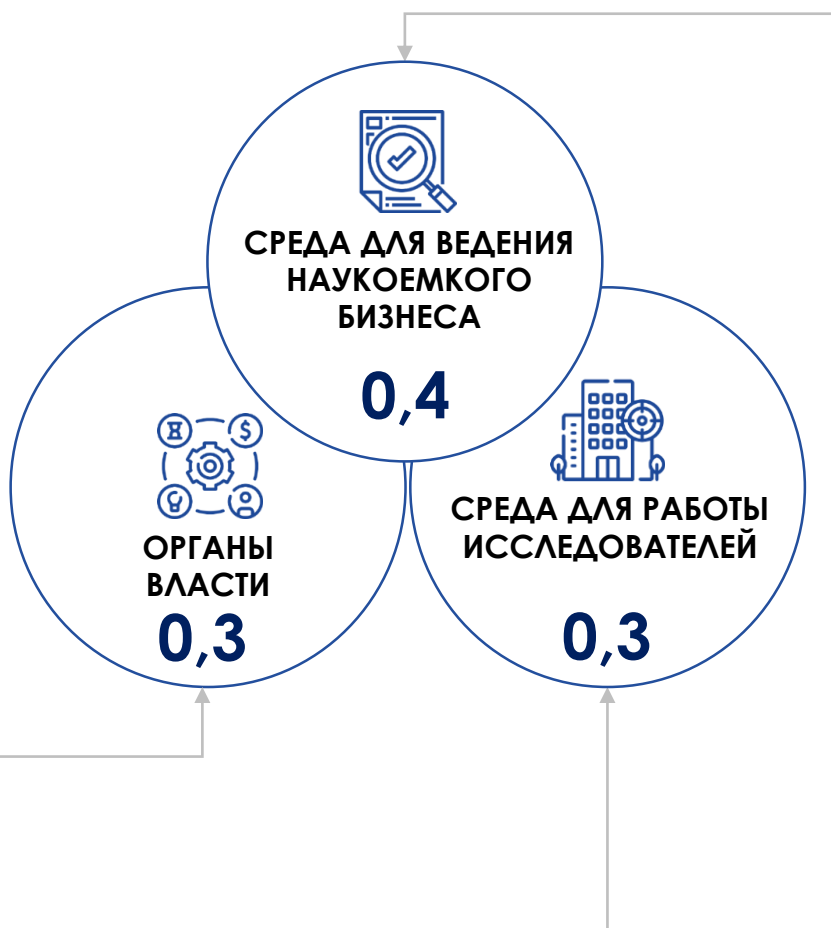 СРЕДА ДЛЯ ВЕДЕНИЯ
НАУКОЕМКОГО
БИЗНЕСА
0,4
$
ОРГАНЫ
ВЛАСТИ
0,3
СРЕДА ДЛЯ РАБОТЫ
ИССЛЕДОВАТЕЛЕЙ
0,3